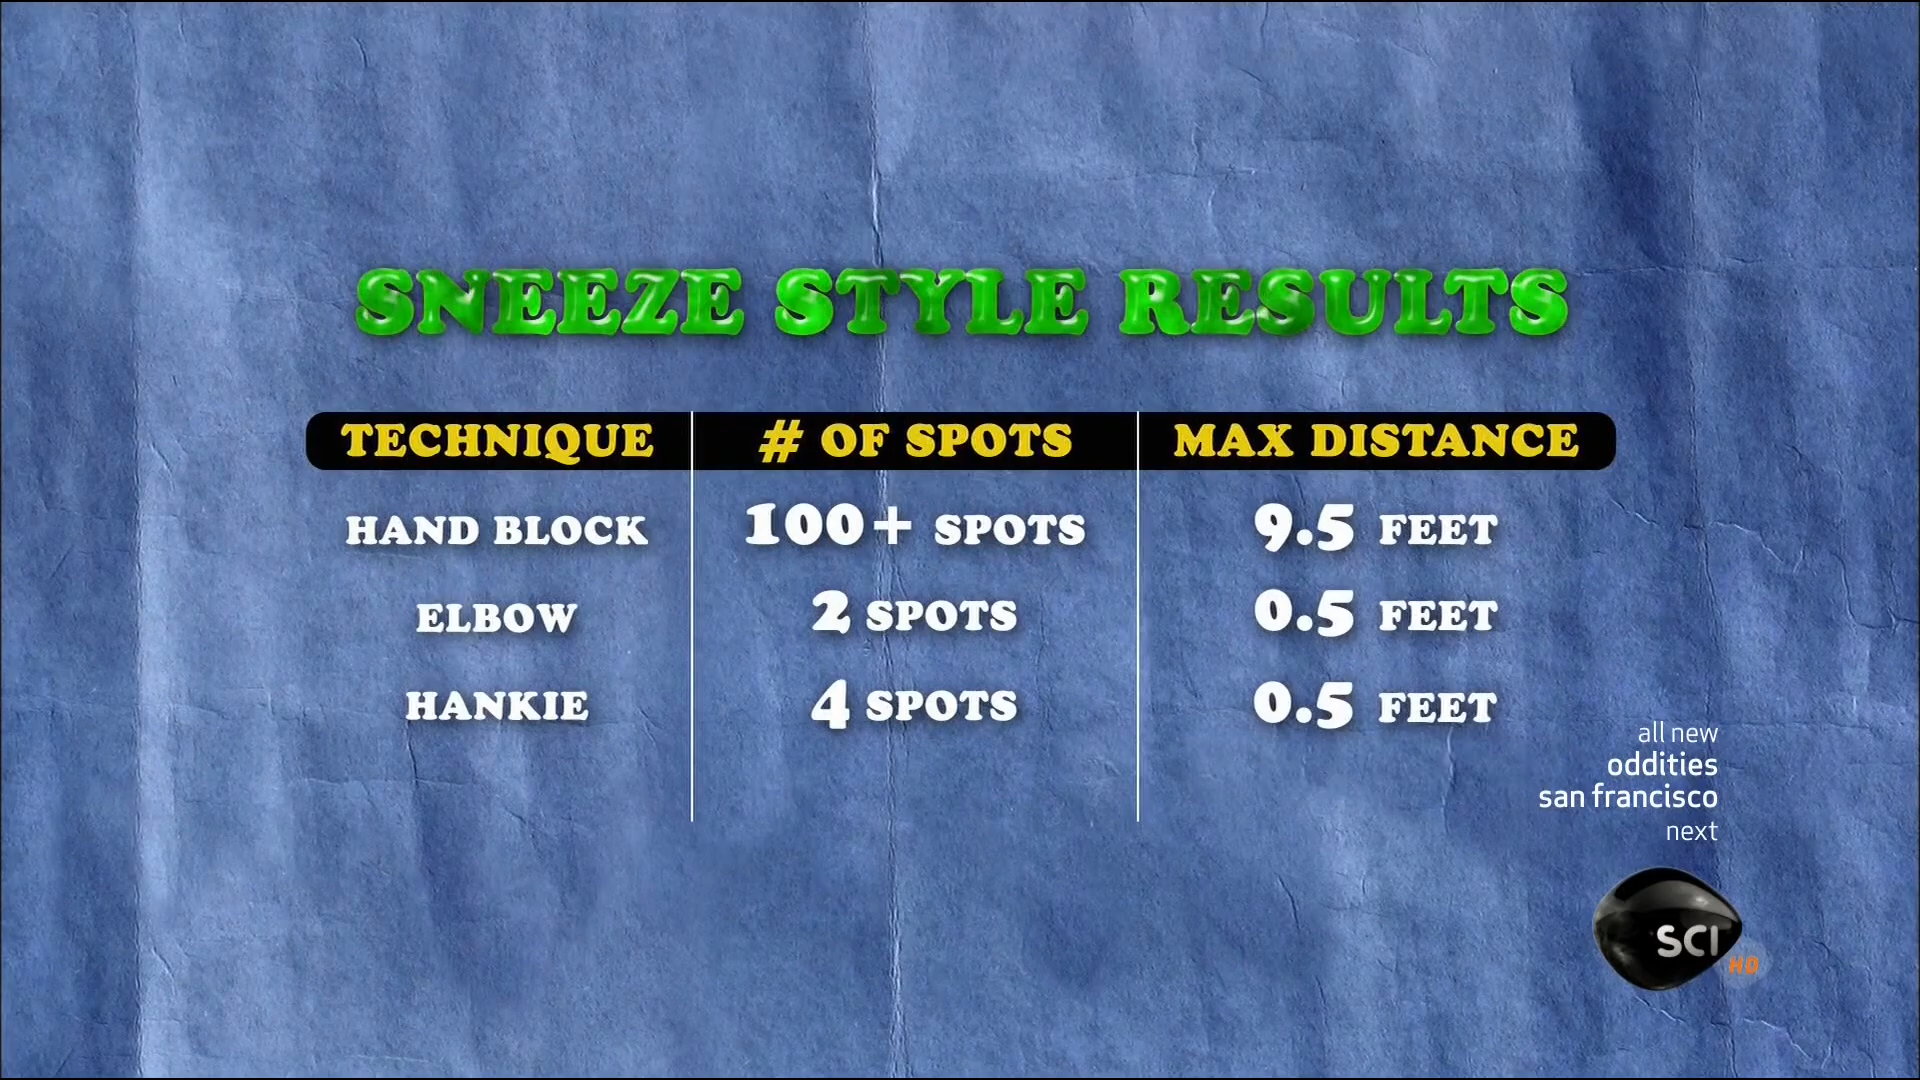 SNEEZE STYLE RESULTS
TECHNIQUE # OF SPOTS MAX DISTANCE
HAND BLOCK 100+ SPOTS 9.5 FEET
ELBOW 2 SPOTS 0.5 FEET
HANKIE 4 SPOTS 0.5 FEET
all new
oddities
san francisco
next
SCI
HD